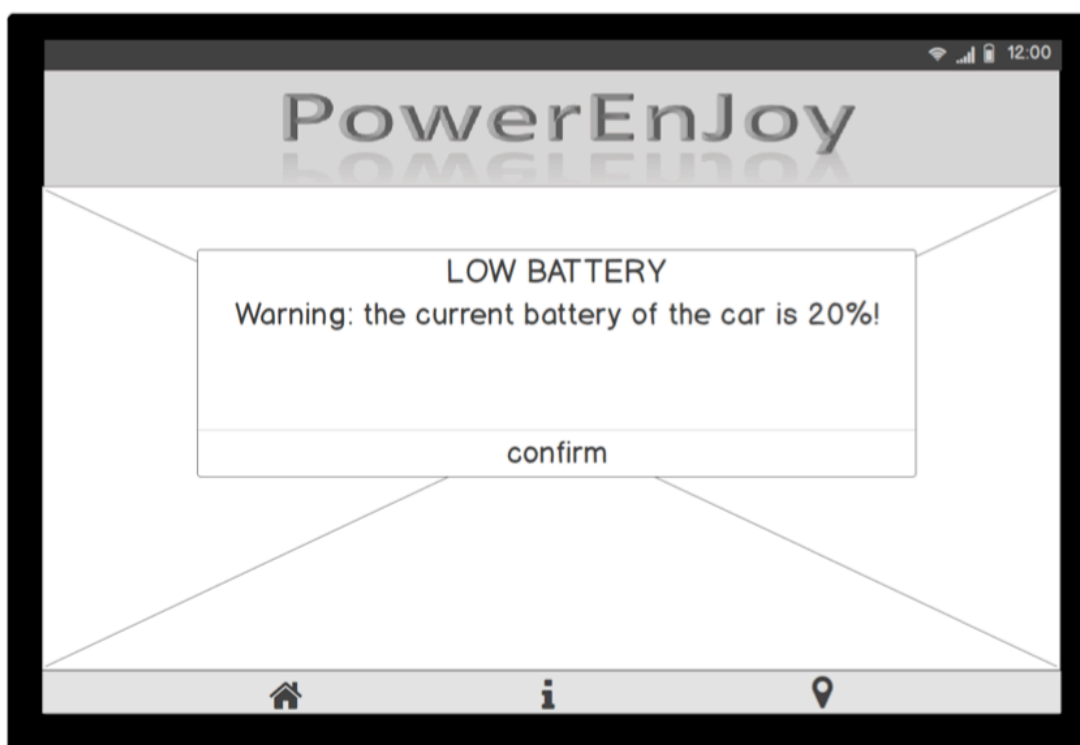 12:00
PowerEnJoy
LOW BATTERY
Warning: the current battery of the car is 20%!
confirm